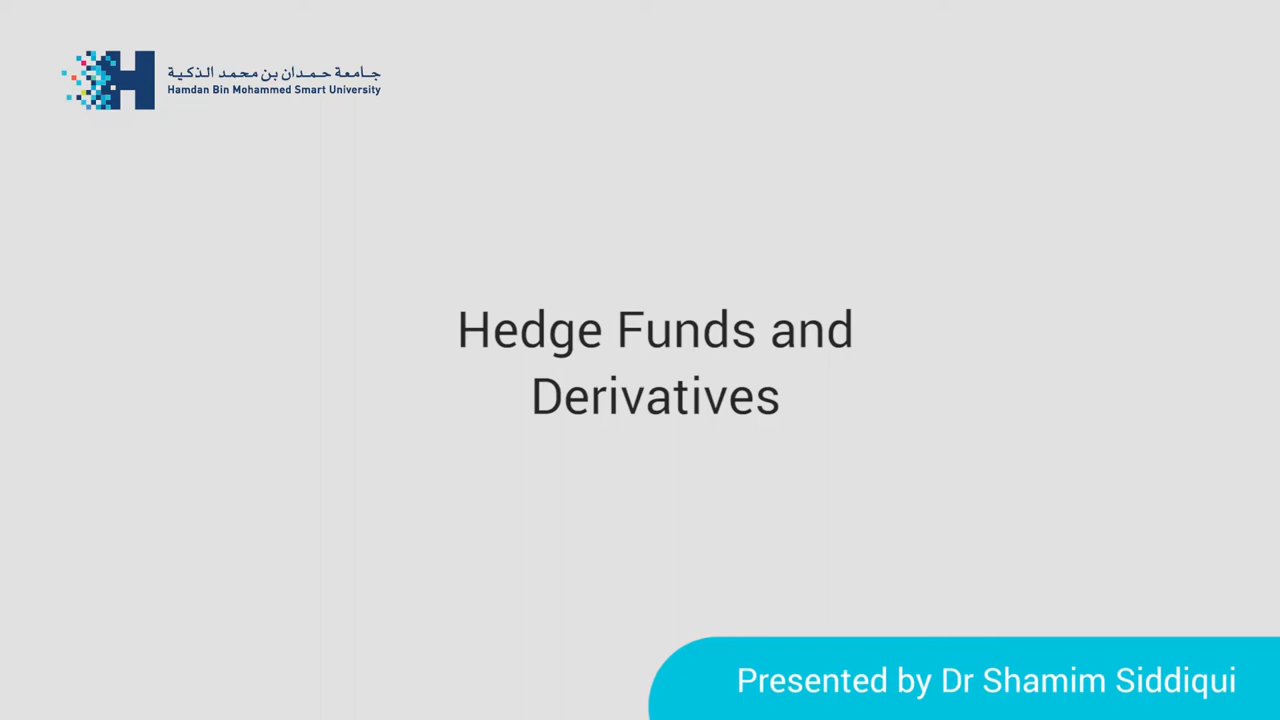 جامعة حمدان بن محمد الذكية
Hamdan Bin Mohammed Smart University
Hedge Funds and
Derivatives
Presented by Dr Shamim Siddiqui